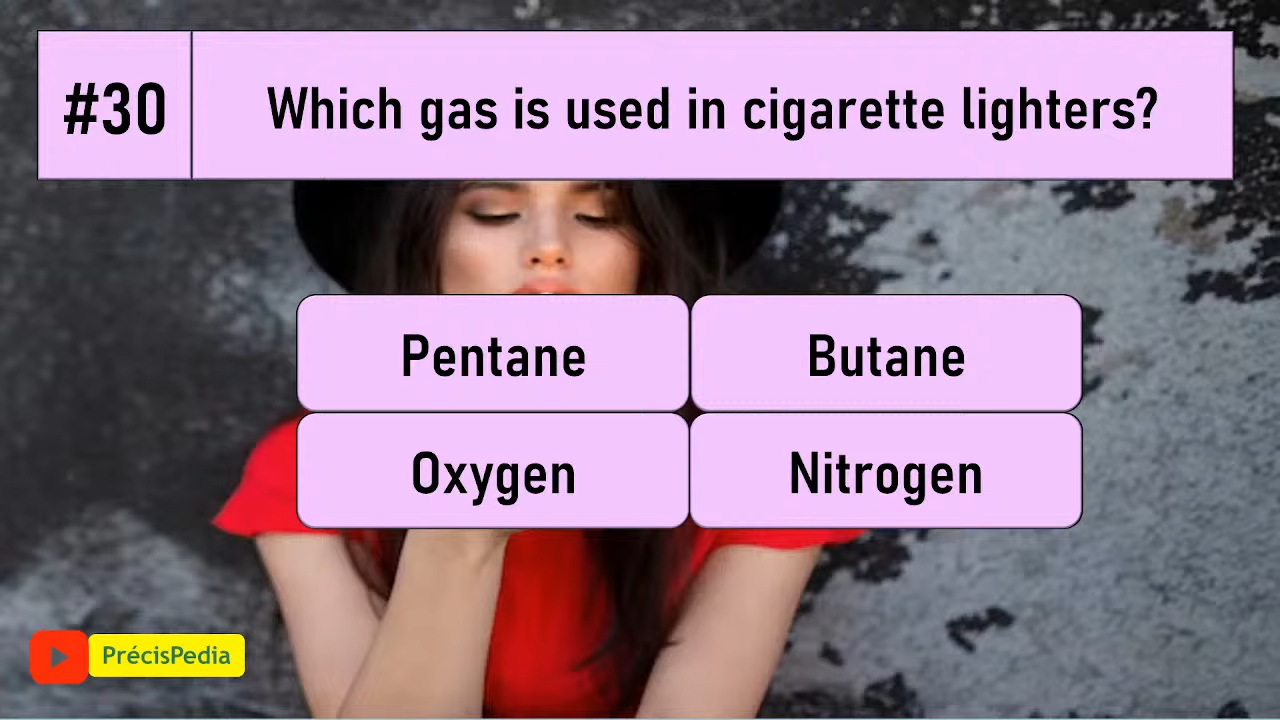 #30
Which gas is used in cigarette lighters?
Pentane
Butane
Oxygen
Nitrogen
PrécisPedia